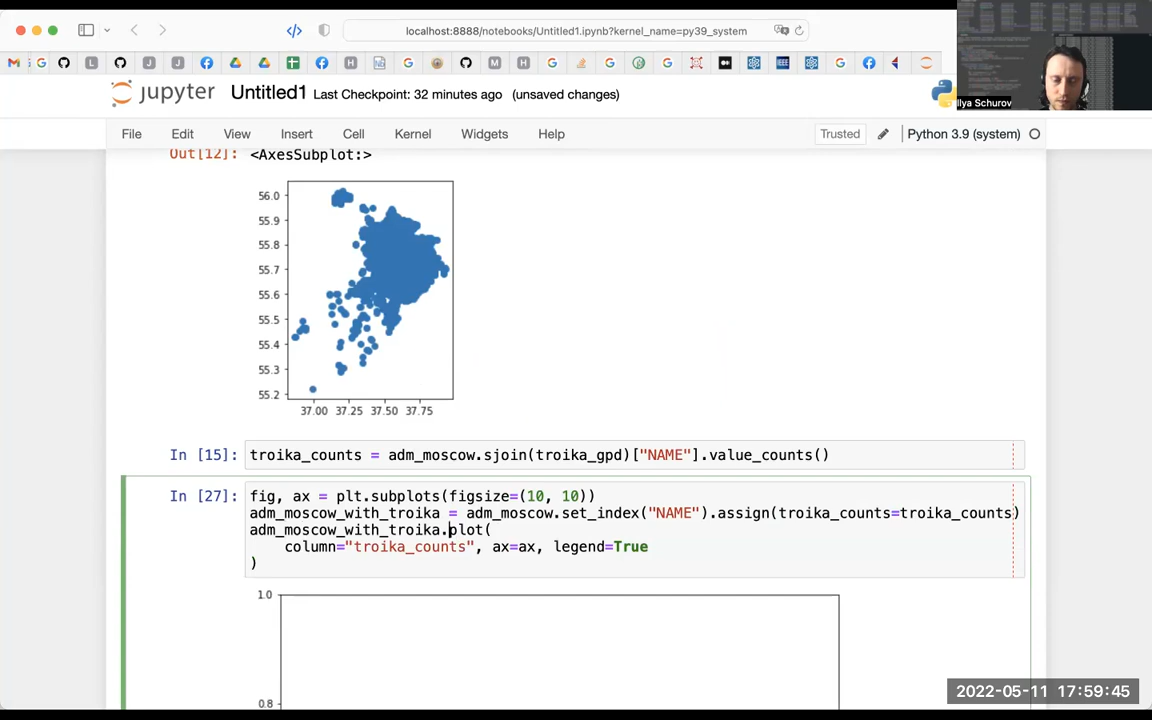 localhost:8888/notebooks/Untitled1.ipynb?kernel_name=py39_system
jupyter Untitled1 Last Checkpoint: 32 minutes ago (unsaved changes)
Ilya Schurov
File Edit View Insert Cell Kernel Widgets Help Trusted Python 3.9 (system)
Out[12]: <AxesSubplot:>
56.0
55.9
55.8
55.7
55.6
55.5
55.4
55.3
55.2
37.00 37.25 37.50 37.75
In [15]: troika_counts = adm_moscow.sjoin(troika_gpd)["NAME"].value_counts()
In [27]: fig, ax = plt.subplots(figsize=(10, 10))
adm_moscow_with_troika = adm_moscow.set_index("NAME").assign(troika_counts=troika_counts)
adm_moscow_with_troika.plot(
column="troika_counts", ax=ax, legend=True
)
1.0
0.8
2022-05-11 17:59:45